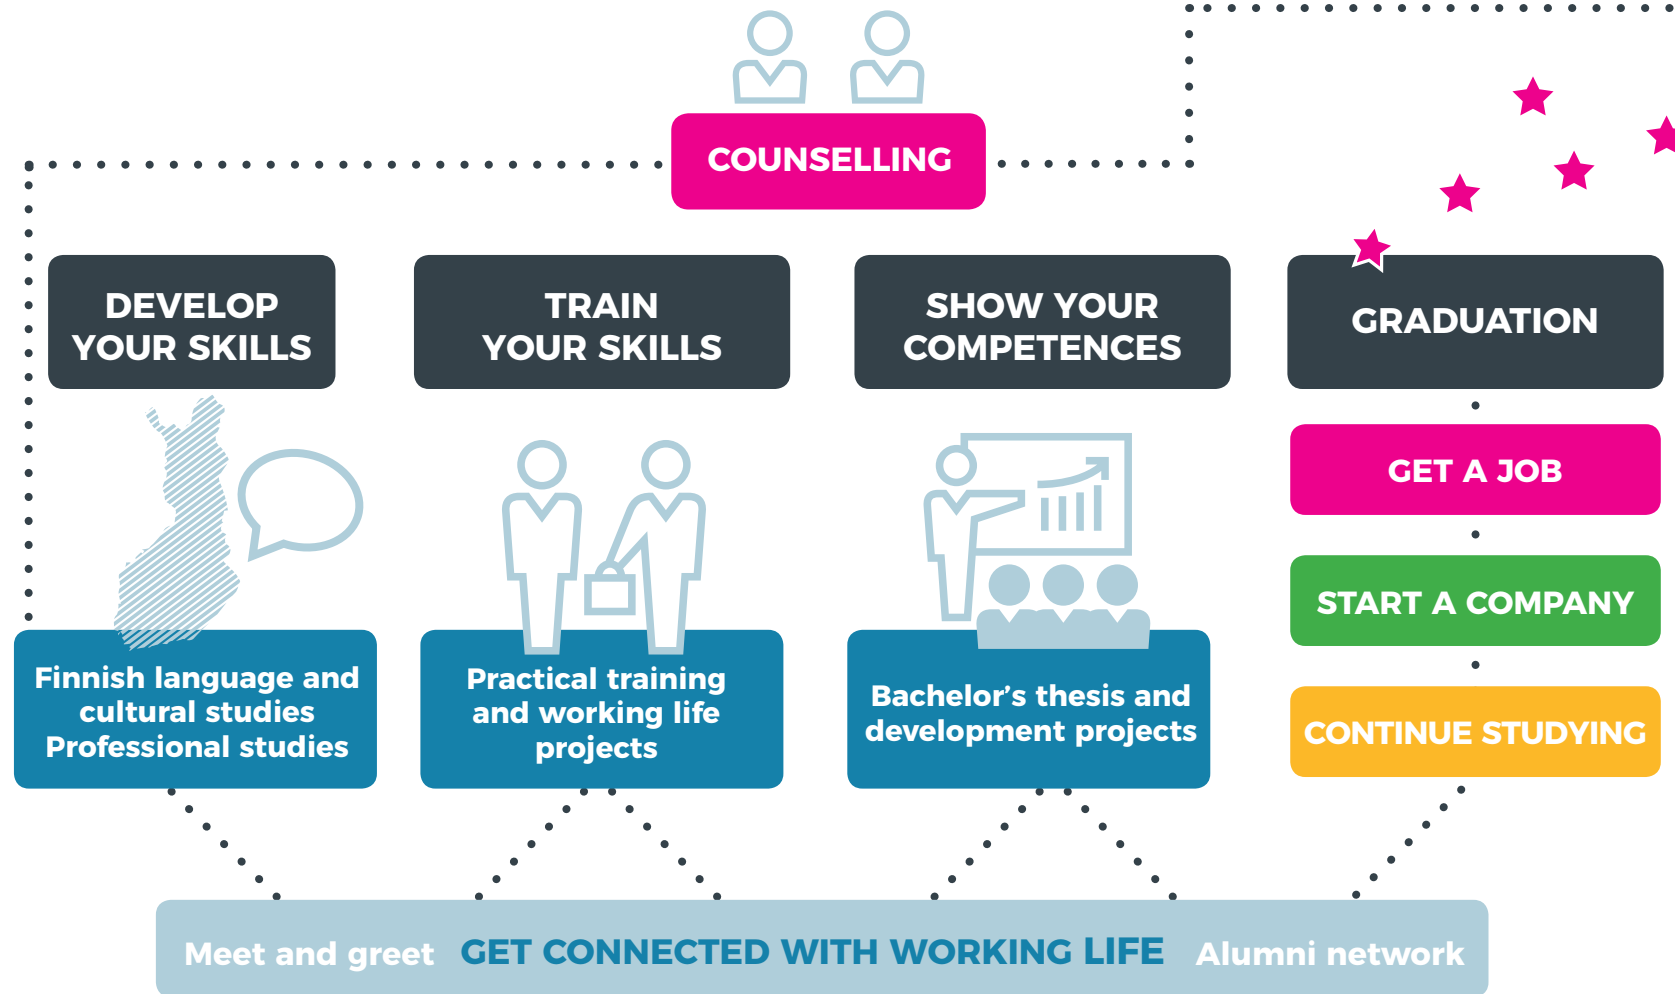 COUNSELLING
DEVELOP
YOUR SKILLS
TRAIN
YOUR SKILLS
SHOW YOUR
COMPETENCES
GRADUATION
GET A JOB
START A COMPANY
CONTINUE STUDYING
Finnish language and
cultural studies
Professional studies
Practical training
and working life
projects
Bachelor’s thesis and
development projects
Meet and greet GET CONNECTED WITH WORKING LIFE Alumni network